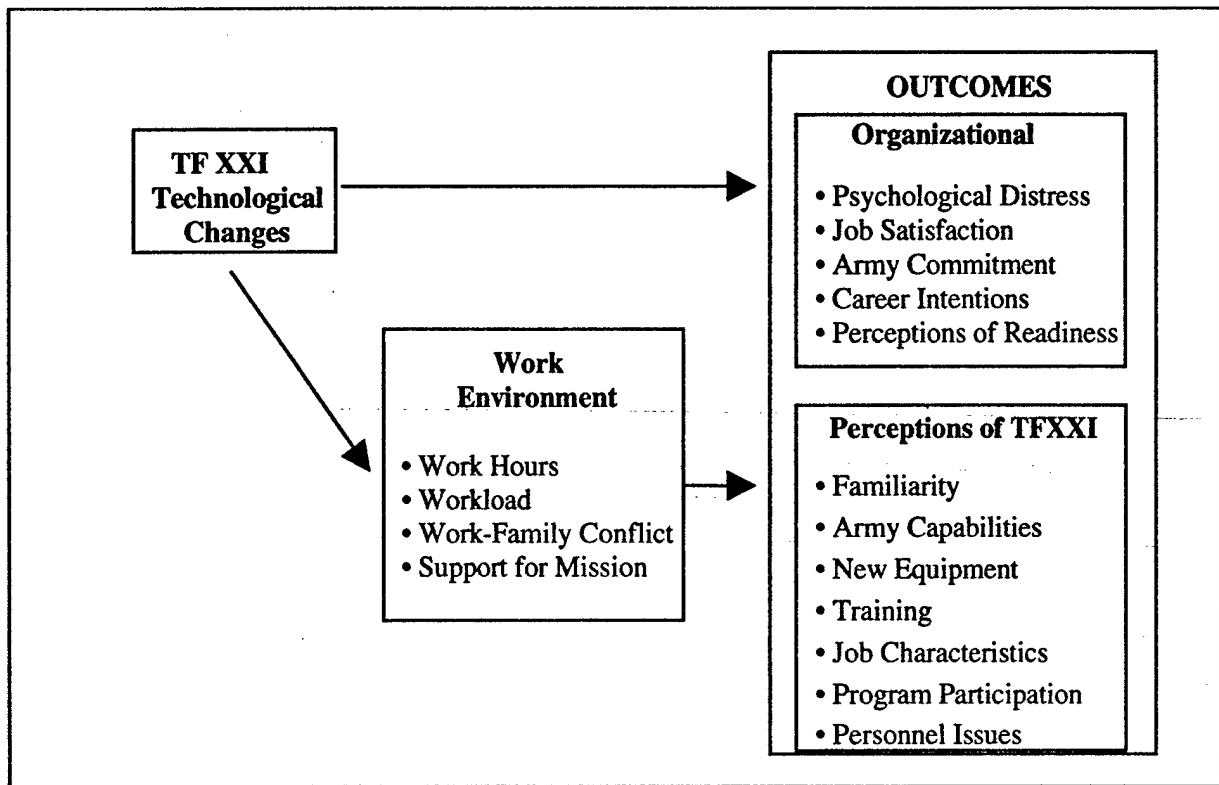 TF XXI
Technological
Changes
Work
Environment
• Work Hours
• Workload
• Work-Family Conflict
• Support for Mission
OUTCOMES
Organizational
• Psychological Distress
• Job Satisfaction
• Army Commitment
• Career Intentions
• Perceptions of Readiness
Perceptions of TFXXI
• Familiarity
• Army Capabilities
• New Equipment
• Training
• Job Characteristics
• Program Participation
• Personnel Issues